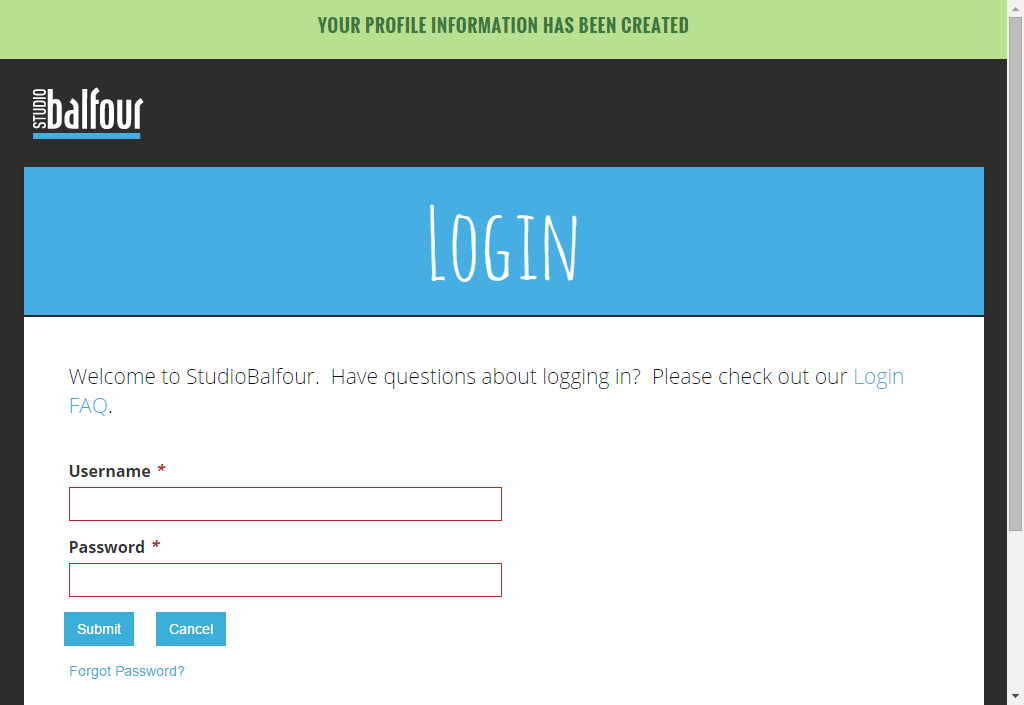 YOUR PROFILE INFORMATION HAS BEEN CREATED
STUDIO balfour
LOGIN
Welcome to StudioBalfour.  Have questions about logging in?  Please check out our Login
FAQ.
Username *
Password *
Submit Cancel
Forgot Password?